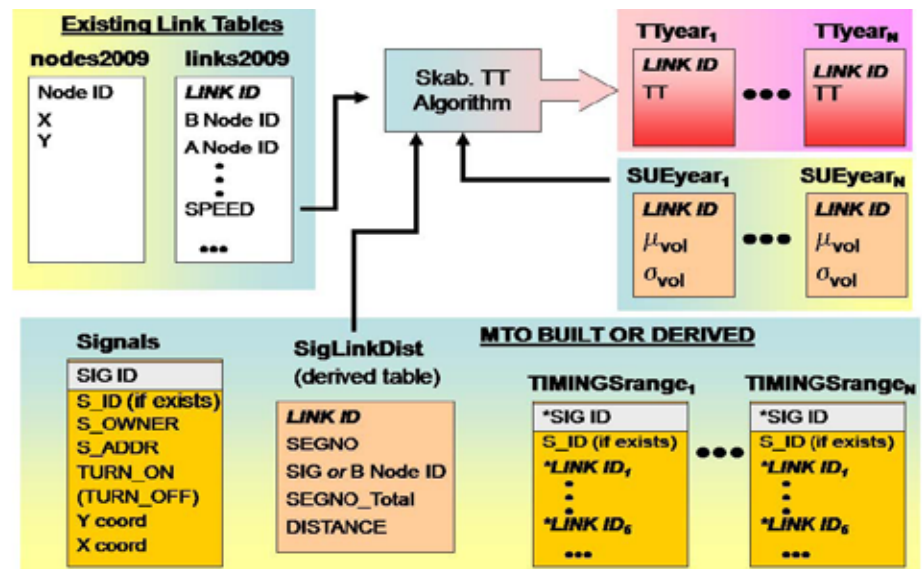 Existing Link Tables
nodes2009
Node ID
X
Y
links2009
LINK ID
B Node ID
A Node ID
SPEED
...
Skab. TT
Algorithm
TTyear₁
LINK ID
TT
...
TTyearN
LINK ID
TT
SUEyear₁
LINK ID
μvol
σvol
...
SUEyearN
LINK ID
μvol
σvol
MTO BUILT OR DERIVED
Signals
SIG ID
S_ID (if exists)
S_OWNER
S_ADDR
TURN_ON
(TURN_OFF)
Y coord
X coord
SigLinkDist
(derived table)
LINK ID
SEGNO
SIG or B Node ID
SEGNO_Total
DISTANCE
TIMINGSrange₁
*SIG ID
S_ID (if exists)
*LINK ID₁
*LINK ID₆
...
...
TIMINGSrangeN
*SIG ID
S_ID (if exists)
*LINK ID₁
*LINK ID₆
...